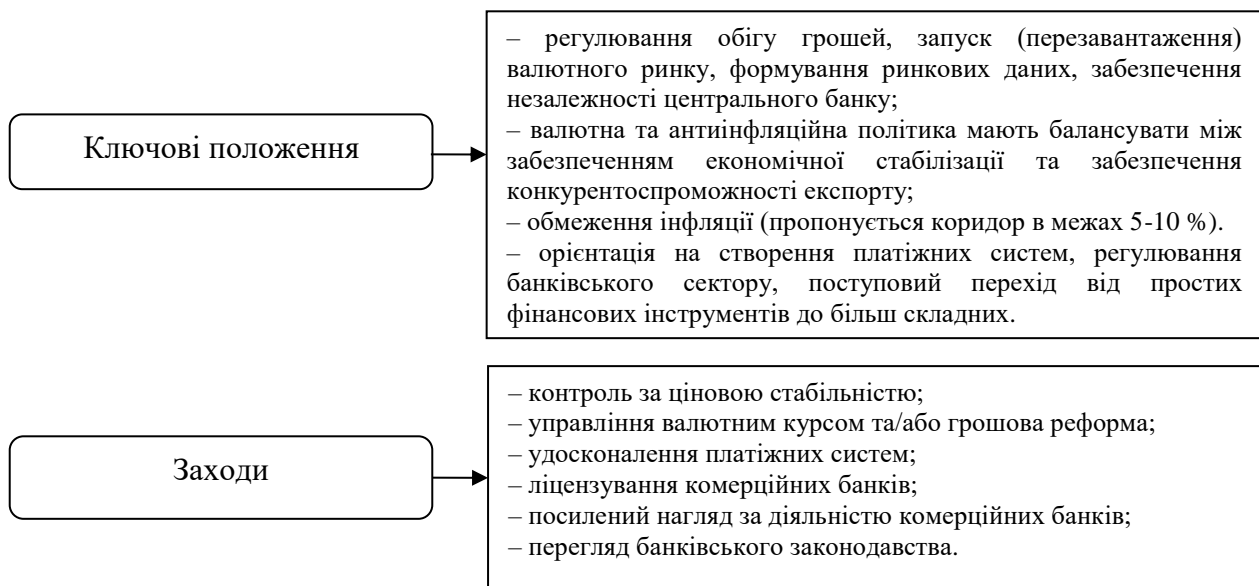 Ключові положення
– регулювання обігу грошей, запуск (перезавантаження)
валютного ринку, формування ринкових даних, забезпечення
незалежності центрального банку;
– валютна та антиінфляційна політика мають балансувати між
забезпеченням економічної стабілізації та забезпечення
конкурентоспроможності експорту;
– обмеження інфляції (пропонується коридор в межах 5-10 %).
– орієнтація на створення платіжних систем, регулювання
банківського сектору, поступовий перехід від простих
фінансових інструментів до більш складних.
Заходи
– контроль за ціновою стабільністю;
– управління валютним курсом та/або грошова реформа;
– удосконалення платіжних систем;
– ліцензування комерційних банків;
– посилений нагляд за діяльністю комерційних банків;
– перегляд банківського законодавства.